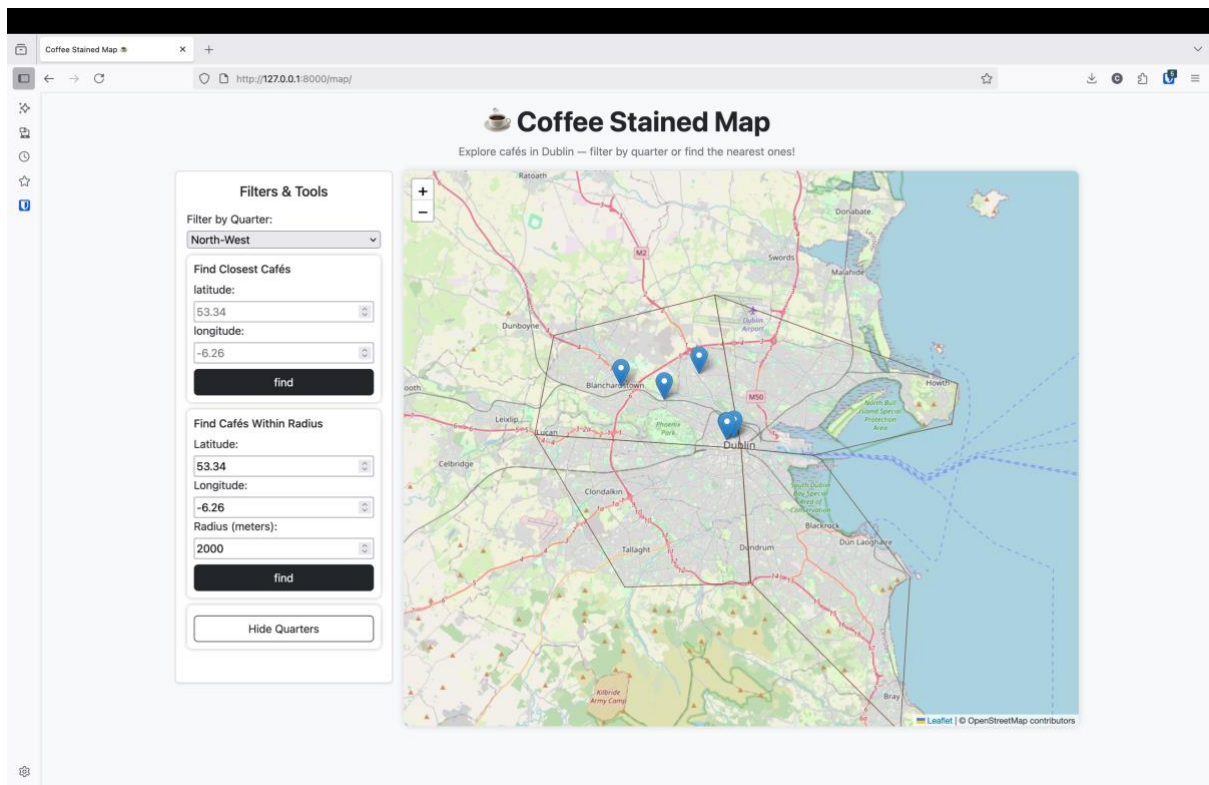 Coffee Stained Map
http://127.0.0.1:8000/map/
Coffee Stained Map
Explore cafés in Dublin — filter by quarter or find the nearest ones!
Filters & Tools
Filter by Quarter:
North-West
Find Closest Cafés
latitude:
53.34
longitude:
-6.26
find
Find Cafés Within Radius
Latitude:
53.34
Longitude:
-6.26
Radius (meters):
2000
find
Hide Quarters
+
−
Ratoath
Donabate
M2
Swords
Malahide
Dunboyne
Dublin
Airport
Blanchardstown
Howth
M50
North Bull
Island Special
Protection
Area
Leixlip
Lucan
Phoenix
Park
Dublin
Celbridge
South Dublin
Bay Special
Area of
Conservation
Clondalkin
Blackrock
Tallaght
Dundrum
Dun Laoghaire
Kilbride
Army Camp
Bray
Leaflet | © OpenStreetMap contributors